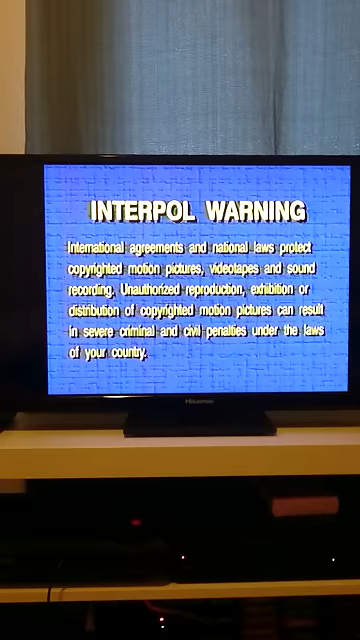 INTERPOL WARNING
International agreements and national laws protect
copyrighted motion pictures, videotapes and sound
recording. Unauthorized reproduction, exhibition or
distribution of copyrighted motion pictures can result
in severe criminal and civil penalties under the laws
of your country.
Hisense